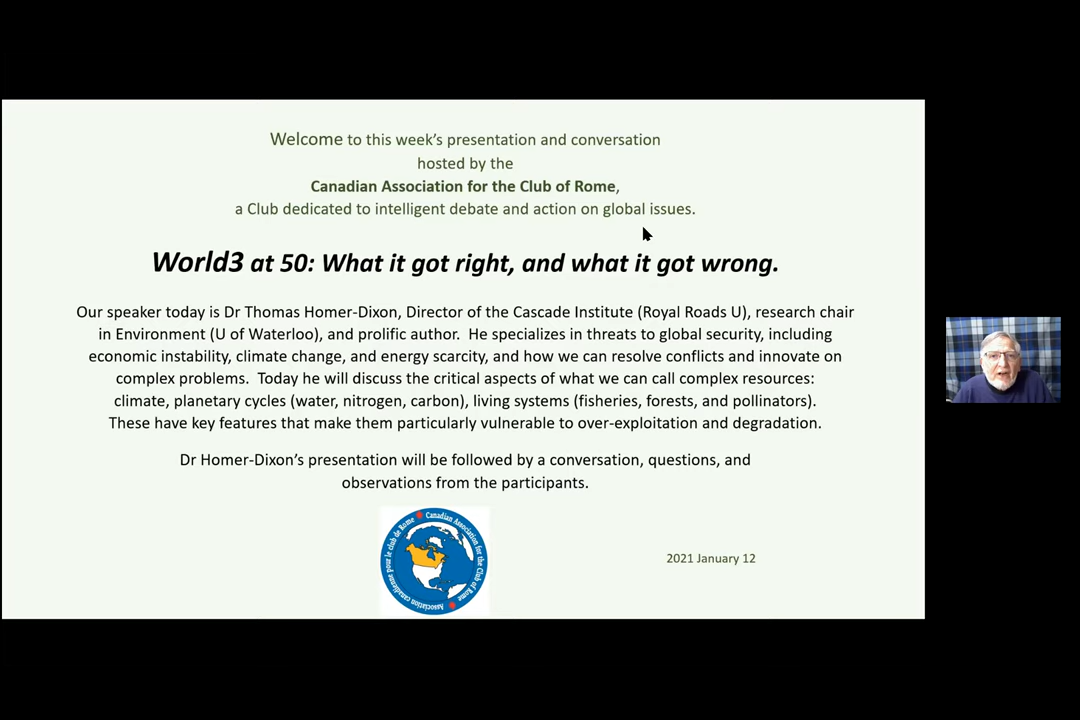 Welcome to this week’s presentation and conversation
hosted by the
Canadian Association for the Club of Rome,
a Club dedicated to intelligent debate and action on global issues.
World3 at 50: What it got right, and what it got wrong.
Our speaker today is Dr Thomas Homer-Dixon, Director of the Cascade Institute (Royal Roads U), research chair
in Environment (U of Waterloo), and prolific author.  He specializes in threats to global security, including
economic instability, climate change, and energy scarcity, and how we can resolve conflicts and innovate on
complex problems.  Today he will discuss the critical aspects of what we can call complex resources:
climate, planetary cycles (water, nitrogen, carbon), living systems (fisheries, forests, and pollinators).
These have key features that make them particularly vulnerable to over-exploitation and degradation.
Dr Homer-Dixon’s presentation will be followed by a conversation, questions, and
observations from the participants.
Canadian Association for the Club of Rome
Association canadienne pour le club de Rome
2021 January 12